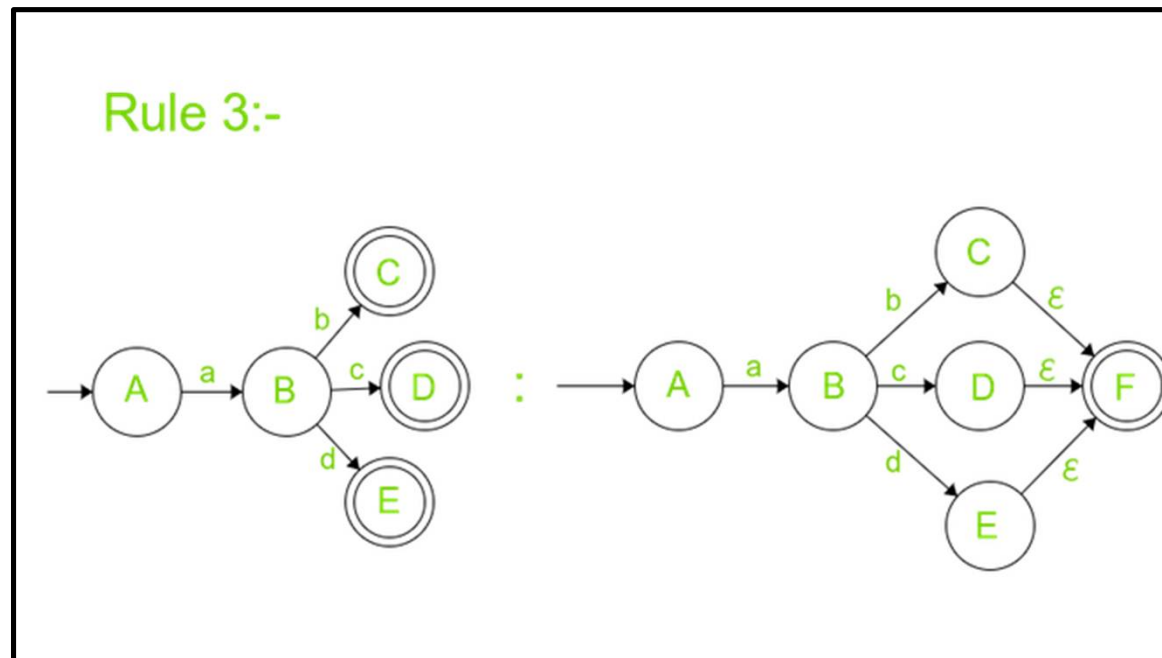 Rule 3:-
C
b
A a B c D
d
E
:
C
b ε
A a B c D ε F
d ε
E